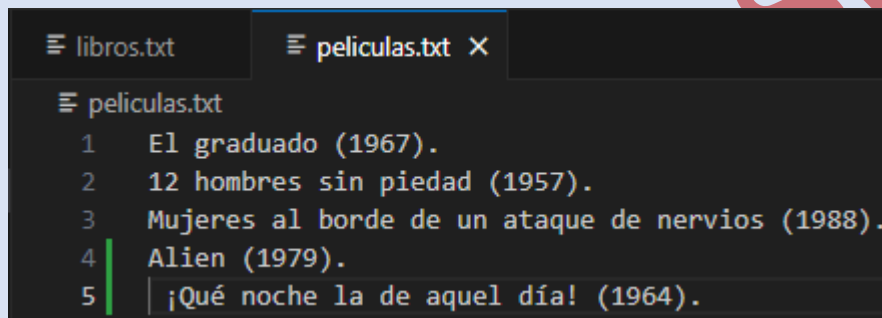 libros.txt peliculas.txt
peliculas.txt
1 El graduado (1967).
2 12 hombres sin piedad (1957).
3 Mujeres al borde de un ataque de nervios (1988).
4 Alien (1979).
5 ¡Qué noche la de aquel día! (1964).